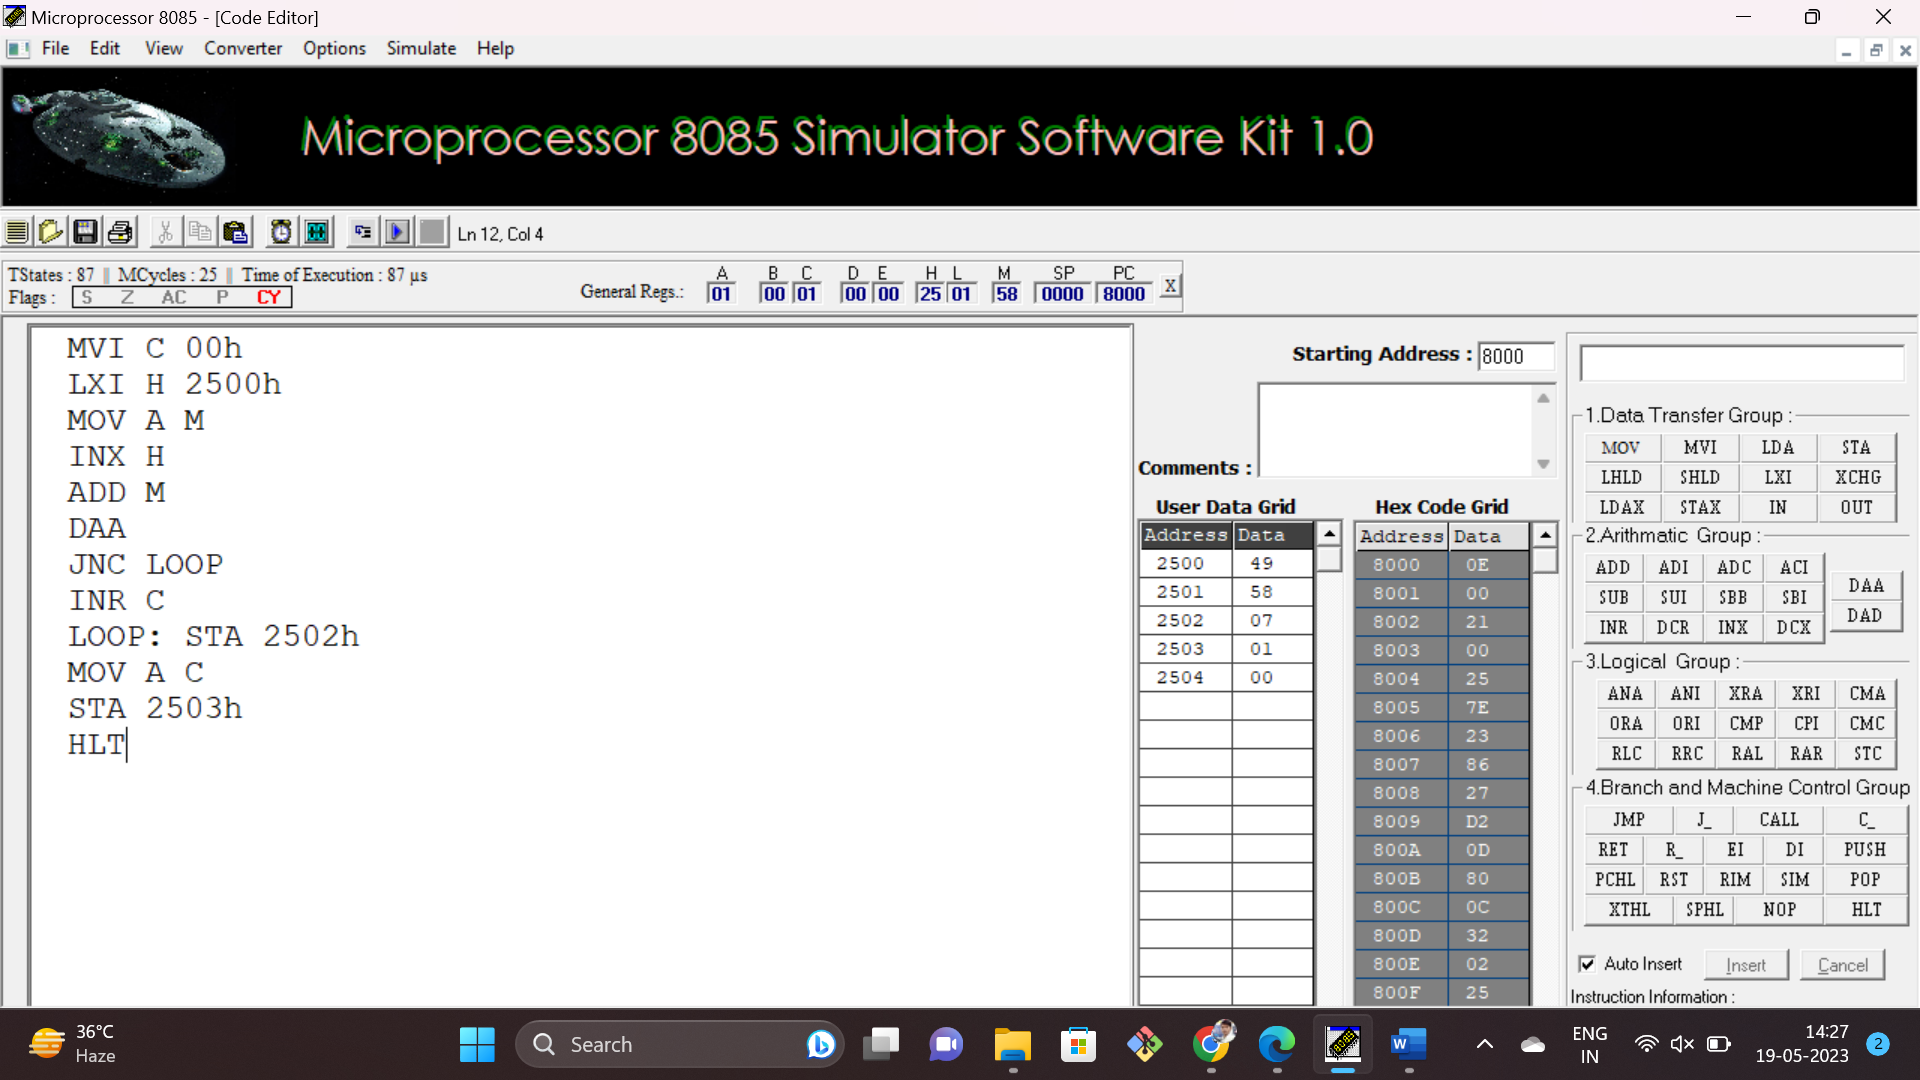 Microprocessor 8085 - [Code Editor]
File Edit View Converter Options Simulate Help
Microprocessor 8085 Simulator Software Kit 1.0
Ln 12, Col 4
TStates : 87 || MCycles : 25 || Time of Execution : 87 µs
Flags : S Z AC P CY
General Regs.:
A B C D E H L M SP PC
01 00 01 00 00 25 01 58 0000 8000 X
MVI C 00h
LXI H 2500h
MOV A M
INX H
ADD M
DAA
JNC LOOP
INR C
LOOP: STA 2502h
MOV A C
STA 2503h
HLT
Starting Address : 8000
Comments :
User Data Grid
Address Data
2500 49
2501 58
2502 07
2503 01
2504 00
Hex Code Grid
Address Data
8000 0E
8001 00
8002 21
8003 00
8004 25
8005 7E
8006 23
8007 86
8008 27
8009 D2
800A 0D
800B 80
800C 0C
800D 32
800E 02
800F 25
1.Data Transfer Group :
MOV MVI LDA STA
LHLD SHLD LXI XCHG
LDAX STAX IN OUT
2.Arithmatic Group :
ADD ADI ADC ACI
SUB SUI SBB SBI
INR DCR INX DCX
DAA
DAD
3.Logical Group :
ANA ANI XRA XRI CMA
ORA ORI CMP CPI CMC
RLC RRC RAL RAR STC
4.Branch and Machine Control Group
JMP J_ CALL C_
RET R_ EI DI PUSH
PCHL RST RIM SIM POP
XTHL SPHL NOP HLT
Auto Insert Insert Cancel
Instruction Information :
36°C
Haze
Search
ENG
IN
14:27
19-05-2023
2